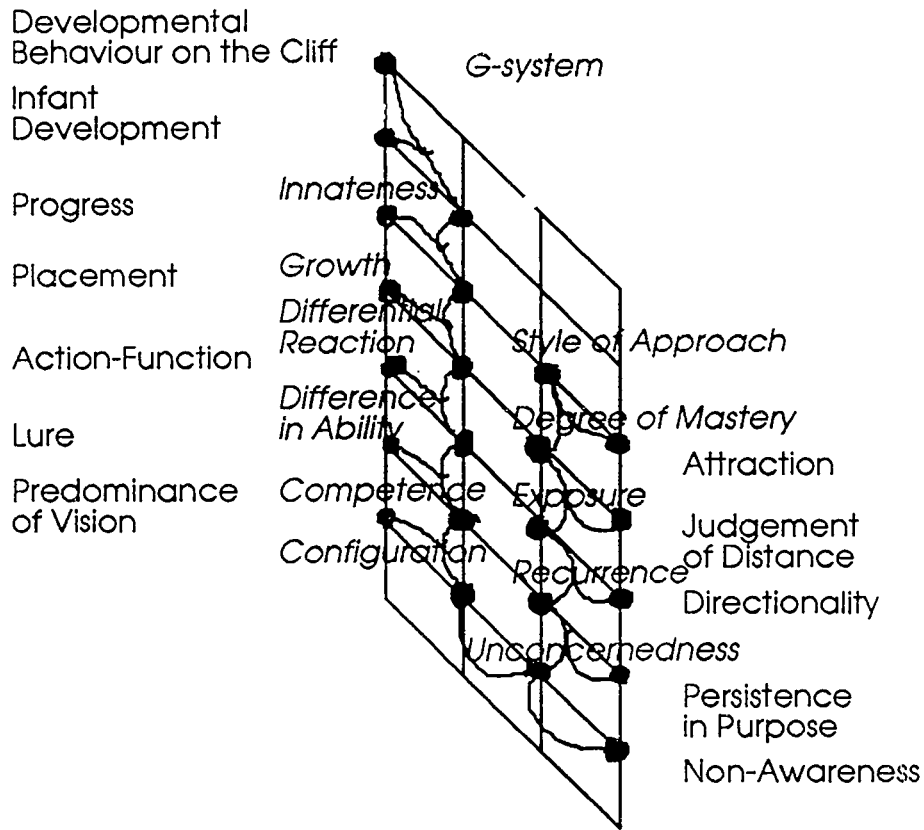 Developmental
Behaviour on the Cliff
G-system
Infant
Development
Innateness
Progress
Growth
Placement
Differential
Reaction
Style of Approach
Action-Function
Difference
in Ability
Degree of Mastery
Lure
Attraction
Predominance
of Vision
Competence
Exposure
Judgement
of Distance
Configuration
Recurrence
Directionality
Unconcernedness
Persistence
in Purpose
Non-Awareness